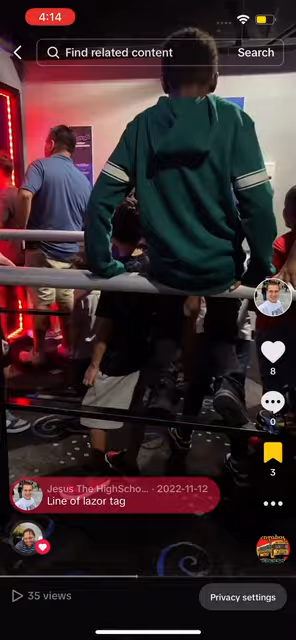 4:14
Find related content
Search
8
0
3
Jesus The HighScho... · 2022-11-12
Line of lazor tag
35 views
Privacy settings